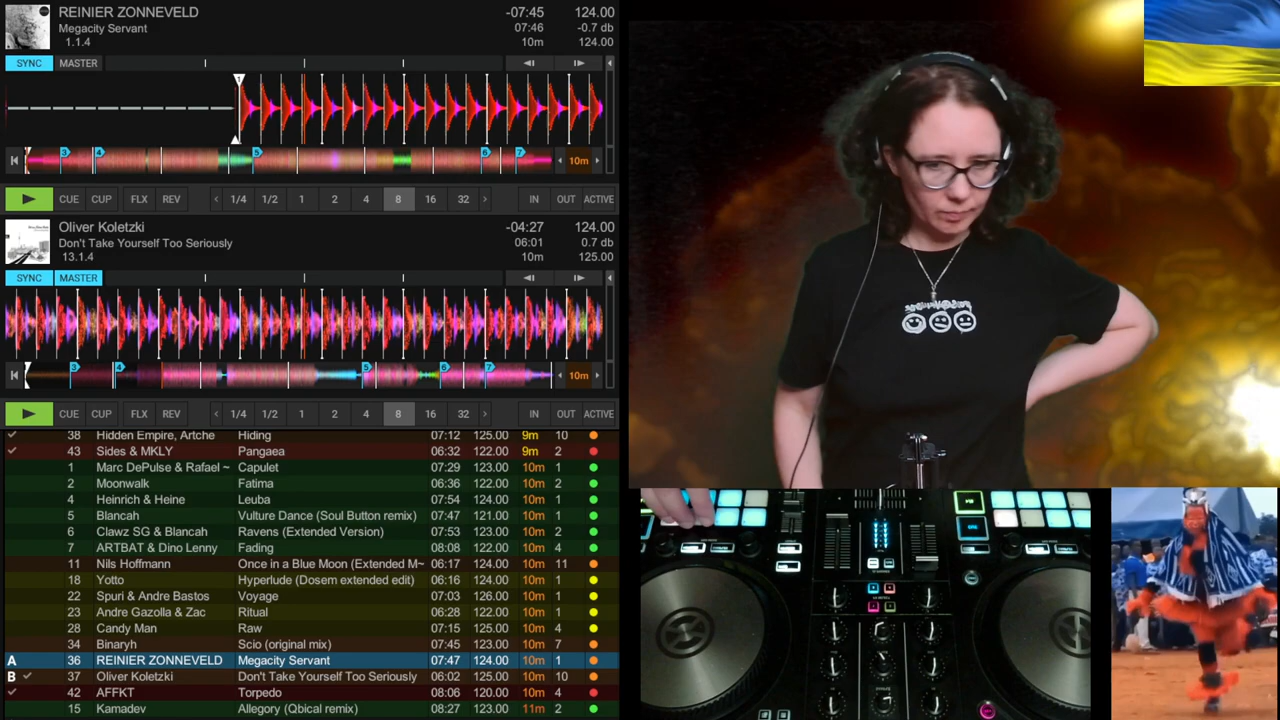 REINIER ZONNEVELD -07:45 124.00
Megacity Servant 07:46 -0.7 db
1.1.4 10m 124.00
SYNC MASTER
1
3 4 5 6 7 10m
CUE CUP FLX REV < 1/4 1/2 1 2 4 8 16 32 > IN OUT ACTIVE
Oliver Koletzki -04:27 124.00
Don't Take Yourself Too Seriously 06:01 0.7 db
13.1.4 10m 125.00
SYNC MASTER
3 4 5 6 7 10m
CUE CUP FLX REV < 1/4 1/2 1 2 4 8 16 32 > IN OUT ACTIVE
38 Hidden Empire, Artche Hiding 07:12 125.00 9m 10
43 Sides & MKLY Pangaea 06:32 122.00 9m 2
1 Marc DePulse & Rafael ~ Capulet 07:29 123.00 10m 1
2 Moonwalk Fatima 06:36 122.00 10m 2
4 Heinrich & Heine Leuba 07:54 124.00 10m 1
5 Blancah Vulture Dance (Soul Button remix) 07:47 121.00 10m 1
6 Clawz SG & Blancah Ravens (Extended Version) 07:53 123.00 10m 2
7 ARTBAT & Dino Lenny Fading 08:08 122.00 10m 4
11 Nils Hoffmann Once in a Blue Moon (Extended M~ 06:17 124.00 10m 11
18 Yotto Hyperlude (Dosem extended edit) 06:16 124.00 10m 1
22 Spuri & Andre Bastos Voyage 07:03 126.00 10m 1
23 Andre Gazolla & Zac Ritual 06:28 122.00 10m 1
28 Candy Man Raw 07:15 125.00 10m 4
34 Binaryh Scio (original mix) 07:45 123.00 10m 7
A 36 REINIER ZONNEVELD Megacity Servant 07:47 124.00 10m 1
B 37 Oliver Koletzki Don't Take Yourself Too Seriously 06:02 125.00 10m 10
42 AFFKT Torpedo 08:06 120.00 10m 4
15 Kamadev Allegory (Qbical remix) 08:27 123.00 11m 2